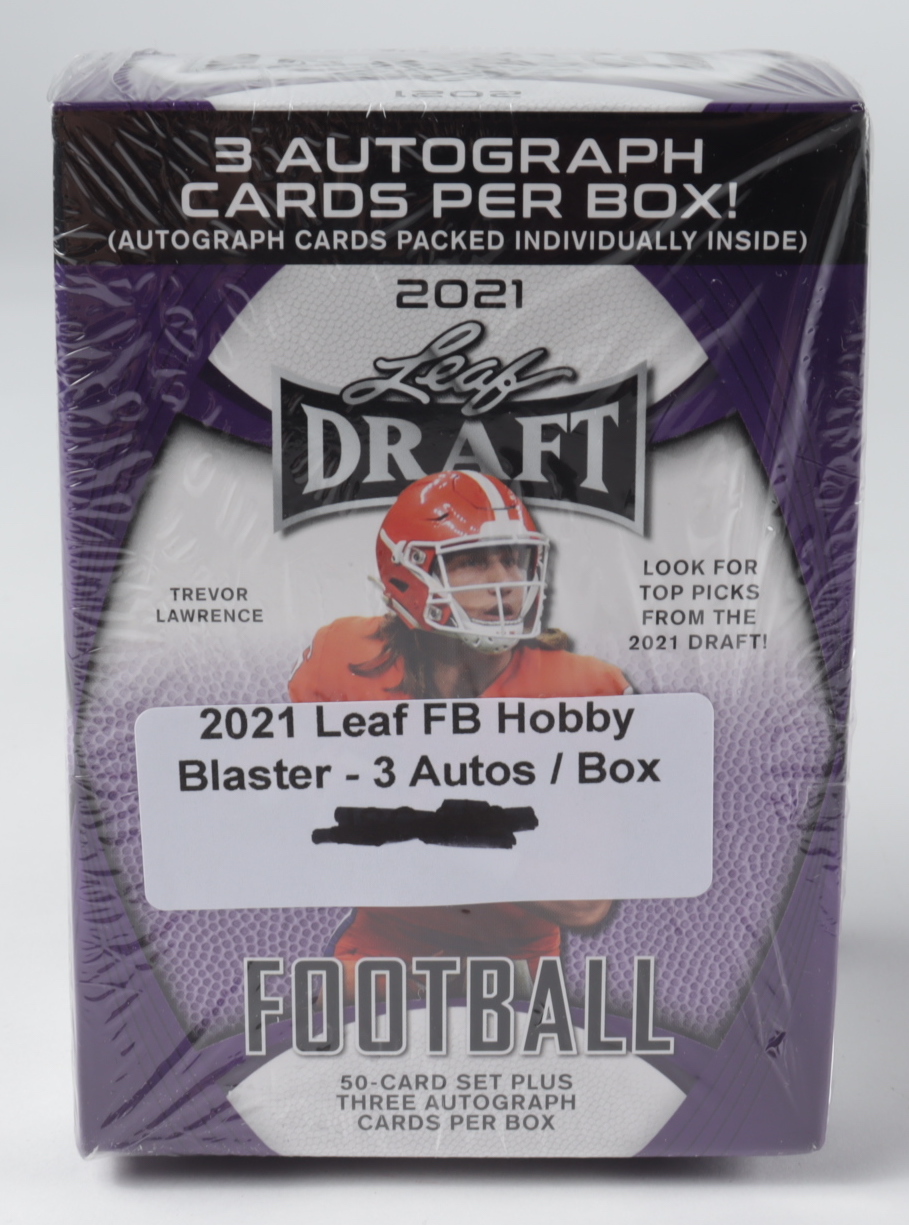 2021
3 AUTOGRAPH
CARDS PER BOX!
(AUTOGRAPH CARDS PACKED INDIVIDUALLY INSIDE)
2021
Leaf
DRAFT
TREVOR
LAWRENCE
LOOK FOR
TOP PICKS
FROM THE
2021 DRAFT!
2021 Leaf FB Hobby
Blaster - 3 Autos / Box
FOOTBALL
50-CARD SET PLUS
THREE AUTOGRAPH
CARDS PER BOX